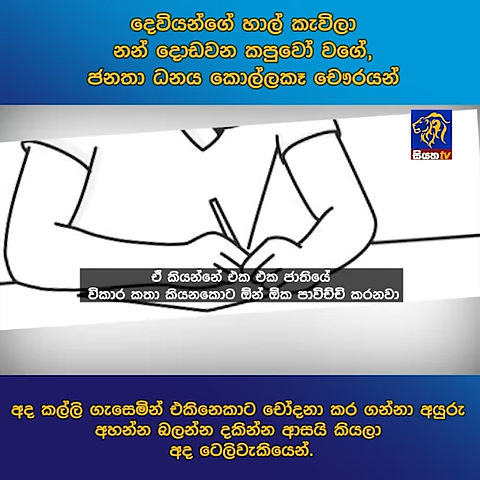 දෙවියන්ගේ හාල් කැවිලා
නන් දොඩවන කපුවෝ වගේ,
ජනතා ධනය කොල්ලකෑ චෞරයන්
සියත tv
ඒ කියන්නේ එක එක ජාතියේ
විකාර කතා කියනකොට ඕන් ඕක පාවිච්චි කරනවා
අද කල්ලි ගැසෙමින් එකිනෙකාට චෝදනා කර ගන්නා අයුරු
අහන්න බලන්න දකින්න ආසයි කියලා
අද ටෙලිවැකියෙන්.